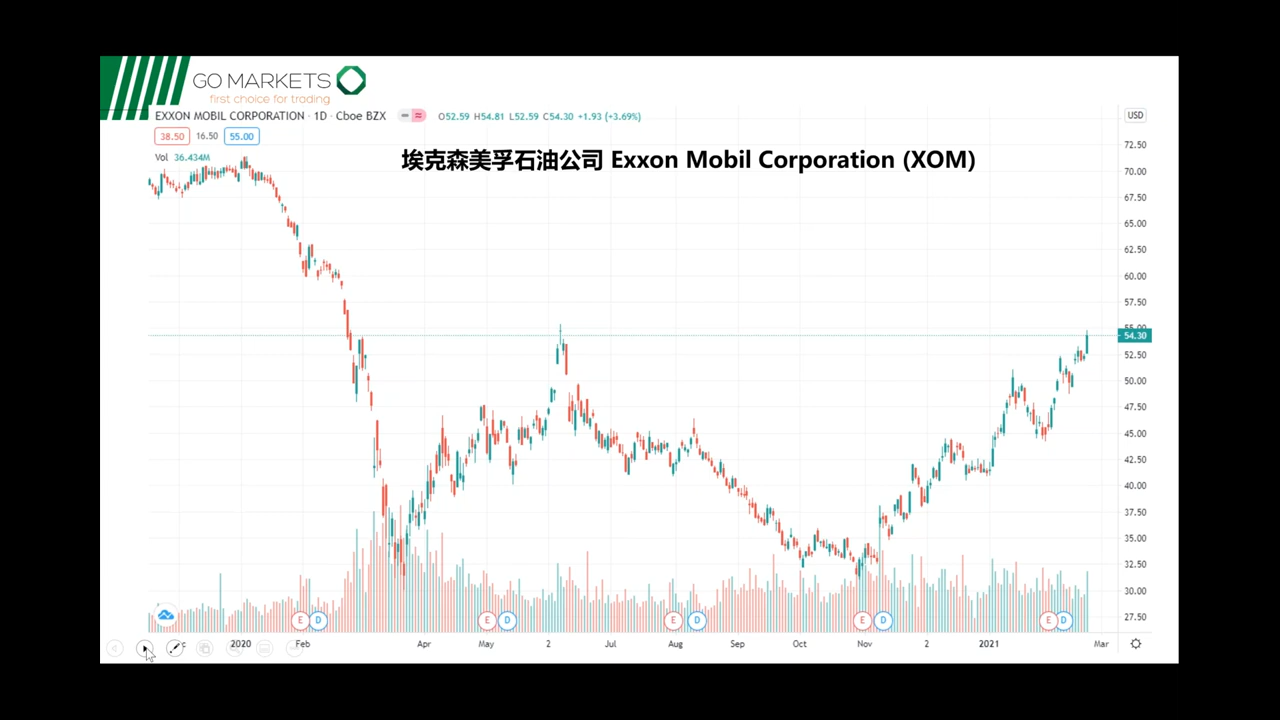 GO MARKETS
first choice for trading
EXXON MOBIL CORPORATION · 1D · Cboe BZX
O52.59 H54.81 L52.59 C54.30 +1.93 (+3.69%)
USD
38.50 16.50 55.00
Vol 36.434M
埃克森美孚石油公司 Exxon Mobil Corporation (XOM)
72.50
70.00
67.50
65.00
62.50
60.00
57.50
55.00
54.30
52.50
50.00
47.50
45.00
42.50
40.00
37.50
35.00
32.50
30.00
27.50
E D E D E D E D E D
2020 Feb Apr May 2 Jul Aug Sep Oct Nov 2 2021 Mar